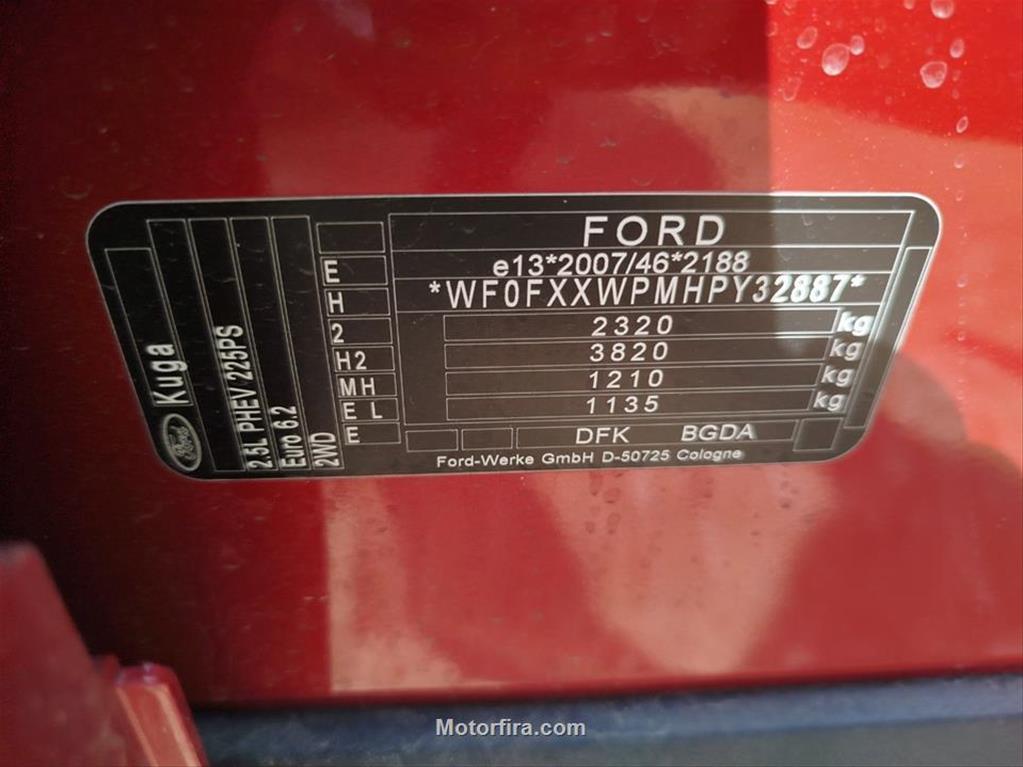 FORD
e13*2007/46*2188
*WF0FXXWPMHPY32887*
2320 kg
3820 kg
1210 kg
1135 kg
DFK BGDA
Ford-Werke GmbH D-50725 Cologne
E
H
2
H2
MH
E L
E
Ford Kuga
2.5L PHEV 225PS
Euro 6.2
2WD
Motorfira.com